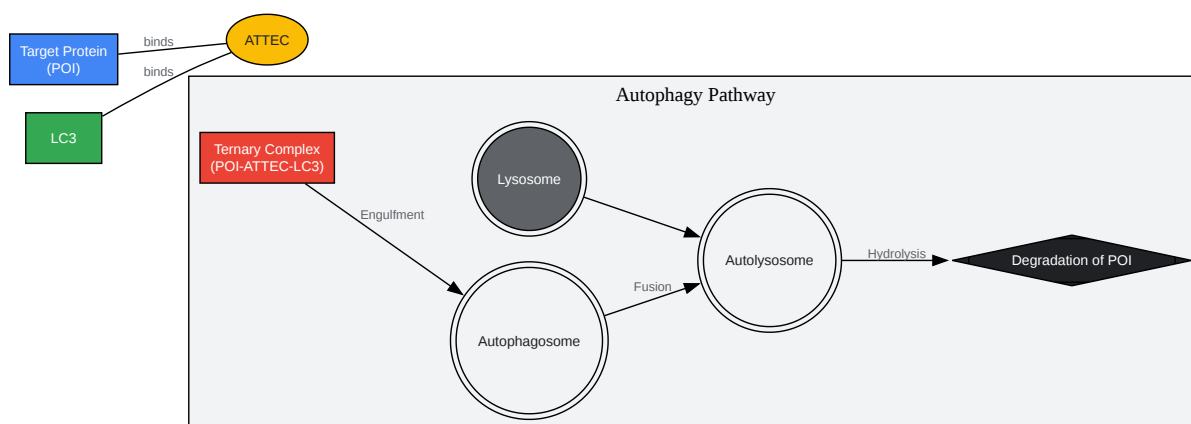 binds
ATTEC
Target Protein
(POI)
binds
LC3
Autophagy Pathway
Ternary Complex
(POI-ATTEC-LC3)
Lysosome
Engulfment
Autolysosome
Hydrolysis
Degradation of POI
Fusion
Autophagosome